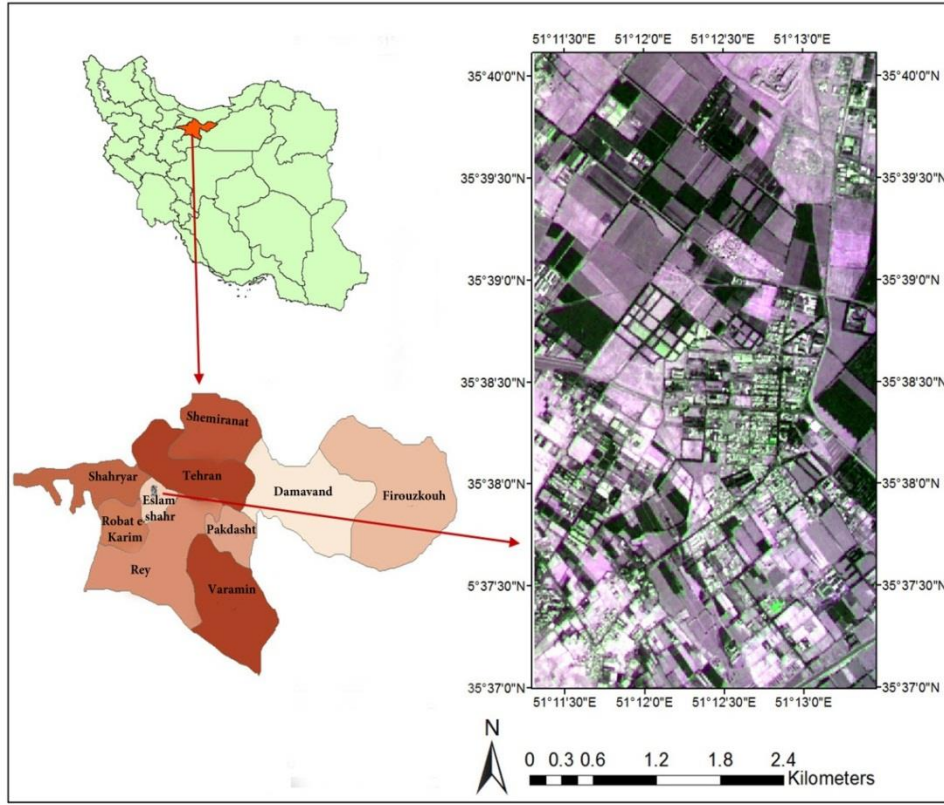 51°11'30"E 51°12'0"E 51°12'30"E 51°13'0"E
35°40'0"N 35°40'0"N
35°39'30"N 35°39'30"N
35°39'0"N 35°39'0"N
35°38'30"N 35°38'30"N
35°38'0"N 35°38'0"N
35°37'30"N 35°37'30"N
35°37'0"N 35°37'0"N
51°11'30"E 51°12'0"E 51°12'30"E 51°13'0"E
Shemiranat
Shahryar
Tehran
Damavand
Firouzkouh
Eslam
shahr
Robat e
Karim
Pakdasht
Rey
Varamin
N
0 0.3 0.6 1.2 1.8 2.4
Kilometers